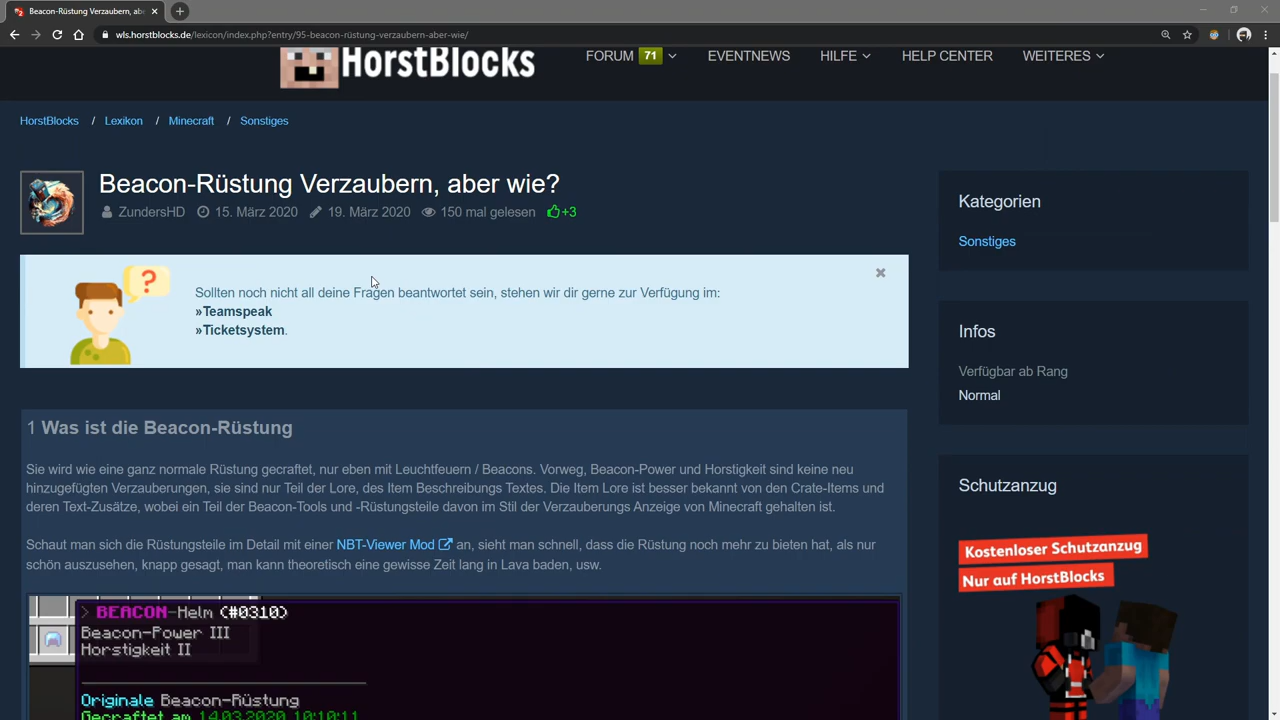 Beacon-Rüstung Verzaubern, ab
wls.horstblocks.de/lexicon/index.php?entry/95-beacon-rüstung-verzaubern-aber-wie/
HorstBlocks
FORUM 71
EVENTNEWS
HILFE
HELP CENTER
WEITERES
HorstBlocks / Lexikon / Minecraft / Sonstiges
Beacon-Rüstung Verzaubern, aber wie?
ZundersHD 15. März 2020 19. März 2020 150 mal gelesen +3
Sollten noch nicht all deine Fragen beantwortet sein, stehen wir dir gerne zur Verfügung im:
»Teamspeak
»Ticketsystem.
1 Was ist die Beacon-Rüstung
Sie wird wie eine ganz normale Rüstung gecraftet, nur eben mit Leuchtfeuern / Beacons. Vorweg, Beacon-Power und Horstigkeit sind keine neu
hinzugefügten Verzauberungen, sie sind nur Teil der Lore, des Item Beschreibungs Textes. Die Item Lore ist besser bekannt von den Crate-Items und
deren Text-Zusätze, wobei ein Teil der Beacon-Tools und -Rüstungsteile davon im Stil der Verzauberungs Anzeige von Minecraft gehalten ist.
Schaut man sich die Rüstungsteile im Detail mit einer NBT-Viewer Mod an, sieht man schnell, dass die Rüstung noch mehr zu bieten hat, als nur
schön auszusehen, knapp gesagt, man kann theoretisch eine gewisse Zeit lang in Lava baden, usw.
> BEACON-Helm (#0310)
Beacon-Power III
Horstigkeit II
Originale Beacon-Rüstung
Gecraftet am 14.03.2020 10:10:11
Kategorien
Sonstiges
Infos
Verfügbar ab Rang
Normal
Schutzanzug
Kostenloser Schutzanzug
Nur auf HorstBlocks